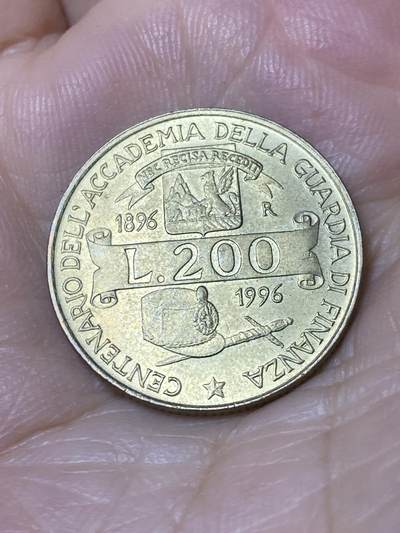 CENTENARIO DELL'ACCADEMIA DELLA GUARDIA DI FINANZA
NEC RECISA RECEDIT
1896 R
L.200
1996